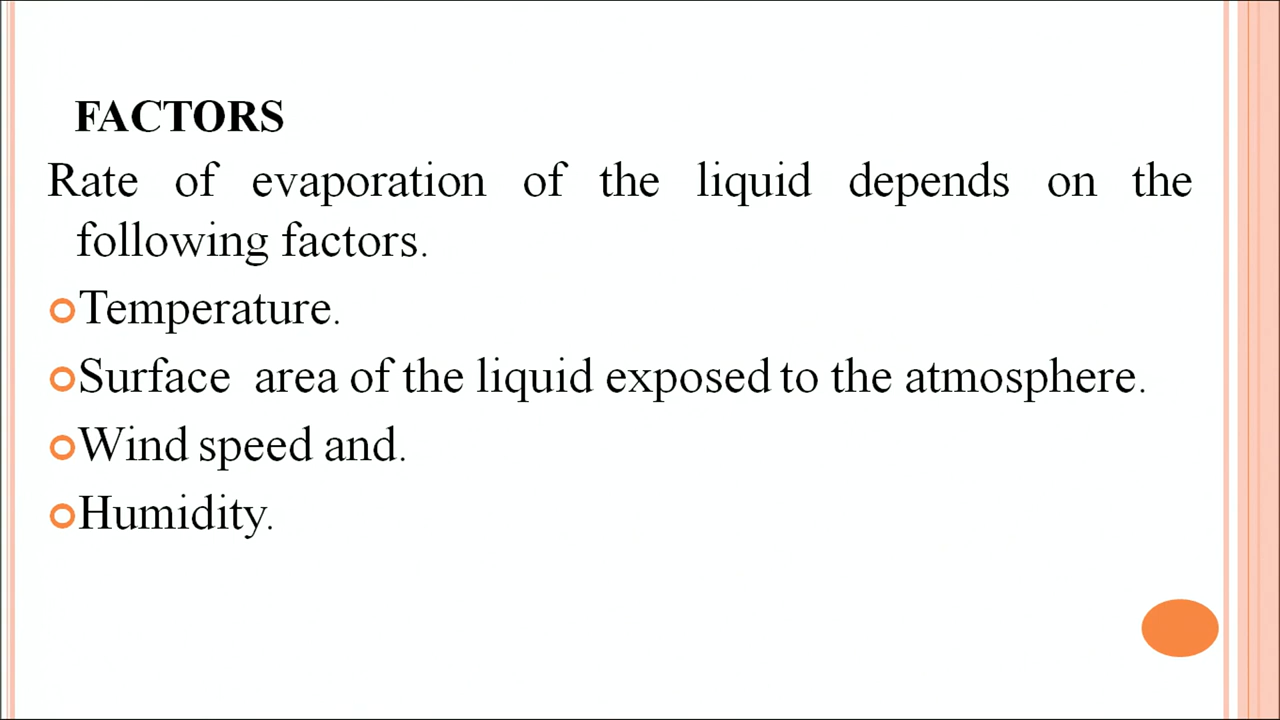 FACTORS
Rate of evaporation of the liquid depends on the
following factors.
Temperature.
Surface area of the liquid exposed to the atmosphere.
Wind speed and.
Humidity.